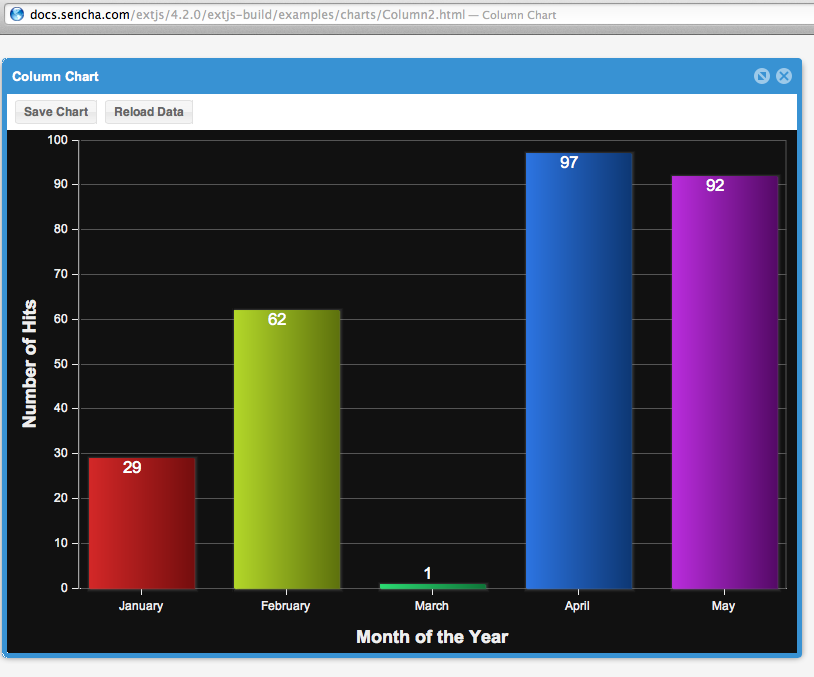 docs.sencha.com/extjs/4.2.0/extjs-build/examples/charts/Column2.html — Column Chart
Column Chart
Save Chart Reload Data
Number of Hits
100
90
80
70
60
50
40
30
20
10
0
29
62
1
97
92
January February March April May
Month of the Year